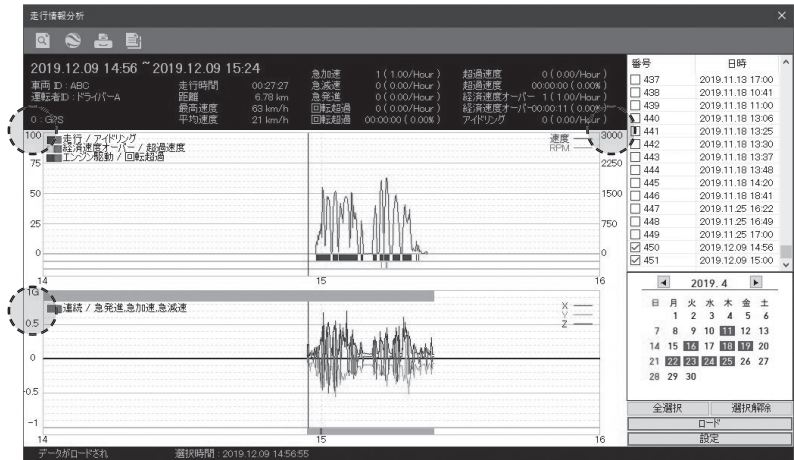 走行情報分析
2019.12.09 14:56 ~ 2019.12.09 15:24
車両 ID : ABC
運転者ID : ドライバーA
0 : GPS
走行時間 00:27:27
距離 6.78 km
最高速度 63 km/h
平均速度 21 km/h
急加速 1 ( 1.00/Hour )
急減速 0 ( 0.00/Hour )
急発進 0 ( 0.00/Hour )
回転超過 0 ( 0.00/Hour )
回転超過 00:00:00 ( 0.00% )
超過速度 0 ( 0.00/Hour )
超過速度 00:00:00 ( 0.00% )
経済速度オーバー 1 ( 1.00/Hour )
経済速度オーバー00:00:11 ( 0.00% )
アイドリング 0 ( 0.00/Hour )
100
75
50
25
0
走行 / アイドリング
経済速度オーバー / 超過速度
エンジン駆動 / 回転超過
速度
RPM
3000
2250
1500
750
0
14 15 16
1G
0.5
0
-0.5
-1
連続 / 急発進,急加速,急減速
X
Y
Z
14 15 16
データがロードされ 選択時間 : 2019.12.09 14:56:55
番号 日時
437 2019.11.13 17:00
438 2019.11.18 10:41
439 2019.11.18 11:00
440 2019.11.18 13:06
441 2019.11.18 13:25
442 2019.11.18 13:30
443 2019.11.18 13:37
444 2019.11.18 13:48
445 2019.11.18 14:20
446 2019.11.18 18:41
447 2019.11.25 16:22
448 2019.11.25 16:49
449 2019.11.25 17:00
450 2019.12.09 14:56
451 2019.12.09 15:00
2019. 4
日 月 火 水 木 金 土
1 2 3 4 5 6
7 8 9 10 11 12 13
14 15 16 17 18 19 20
21 22 23 24 25 26 27
28 29 30
全選択 選択解除
ロード
設定